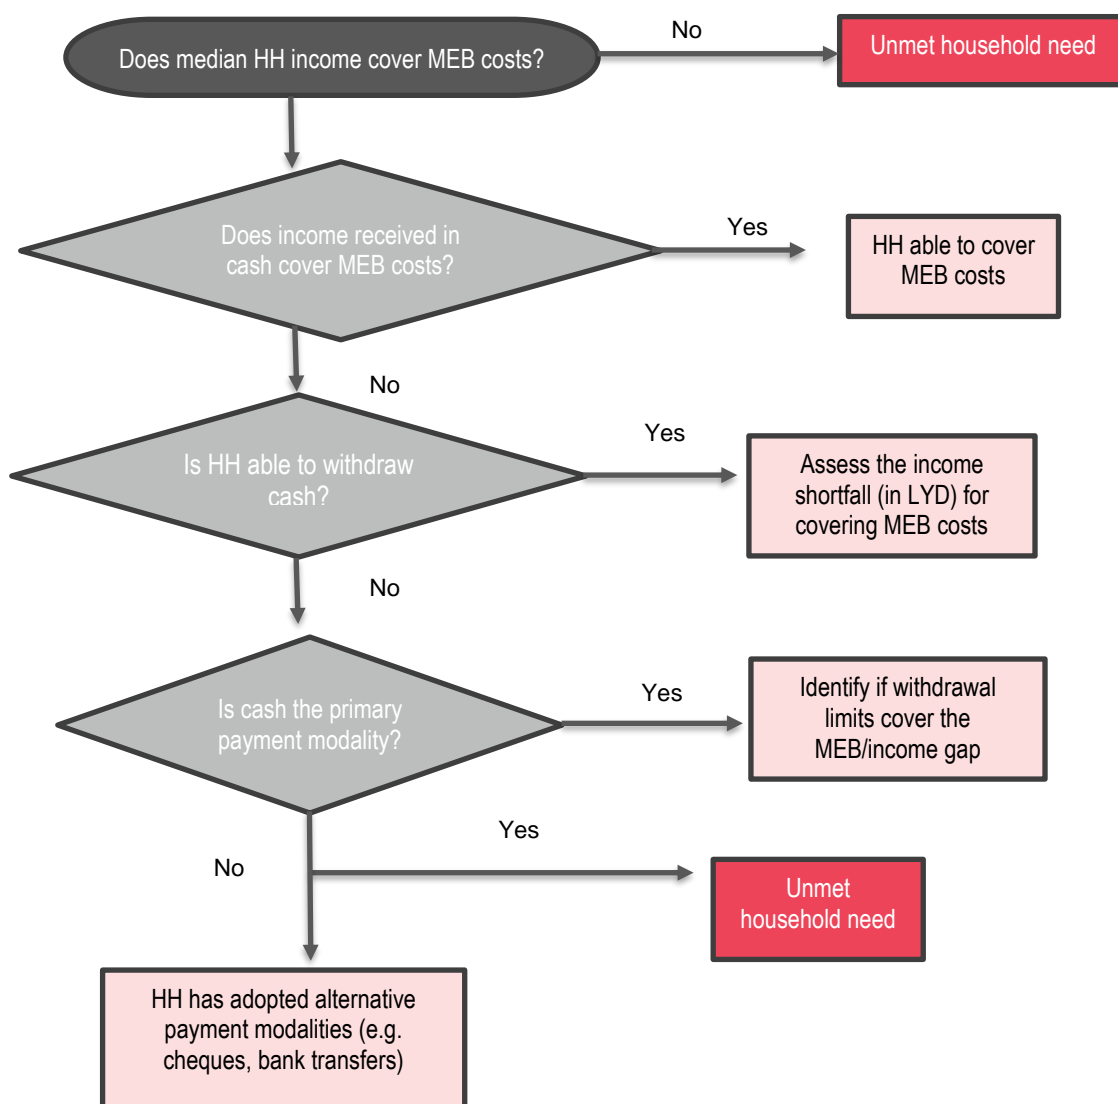 No
Does median HH income cover MEB costs?
Unmet household need
Does income received in
cash cover MEB costs?
Yes
HH able to cover
MEB costs
No
Is HH able to withdraw
cash?
Yes
Assess the income
shortfall (in LYD) for
covering MEB costs
No
Is cash the primary
payment modality?
Yes
Identify if withdrawal
limits cover the
MEB/income gap
Yes
No
Unmet
household need
HH has adopted alternative
payment modalities (e.g.
cheques, bank transfers)